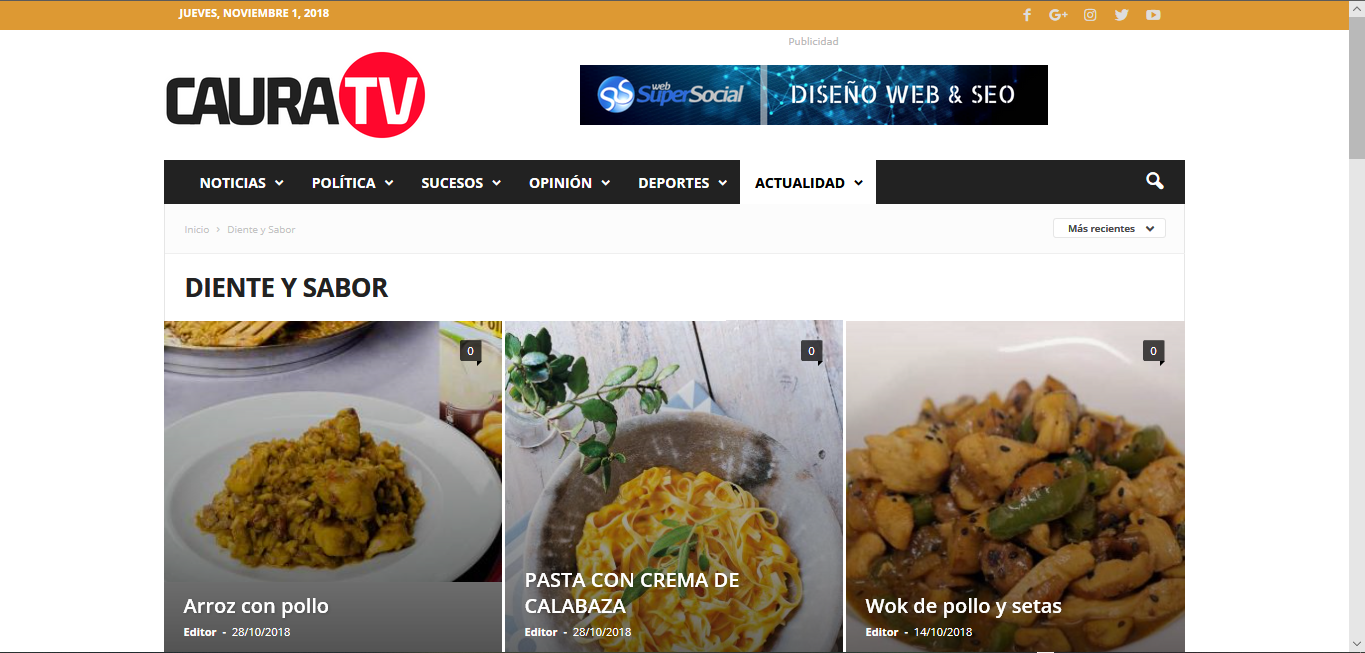 JUEVES, NOVIEMBRE 1, 2018
Publicidad
CAURA TV
web
SuperSocial
DISEÑO WEB & SEO
NOTICIAS POLÍTICA SUCESOS OPINIÓN DEPORTES ACTUALIDAD
Inicio > Diente y Sabor
Más recientes
DIENTE Y SABOR
0
0
0
Arroz con pollo
Editor - 28/10/2018
PASTA CON CREMA DE
CALABAZA
Editor - 28/10/2018
Wok de pollo y setas
Editor - 14/10/2018